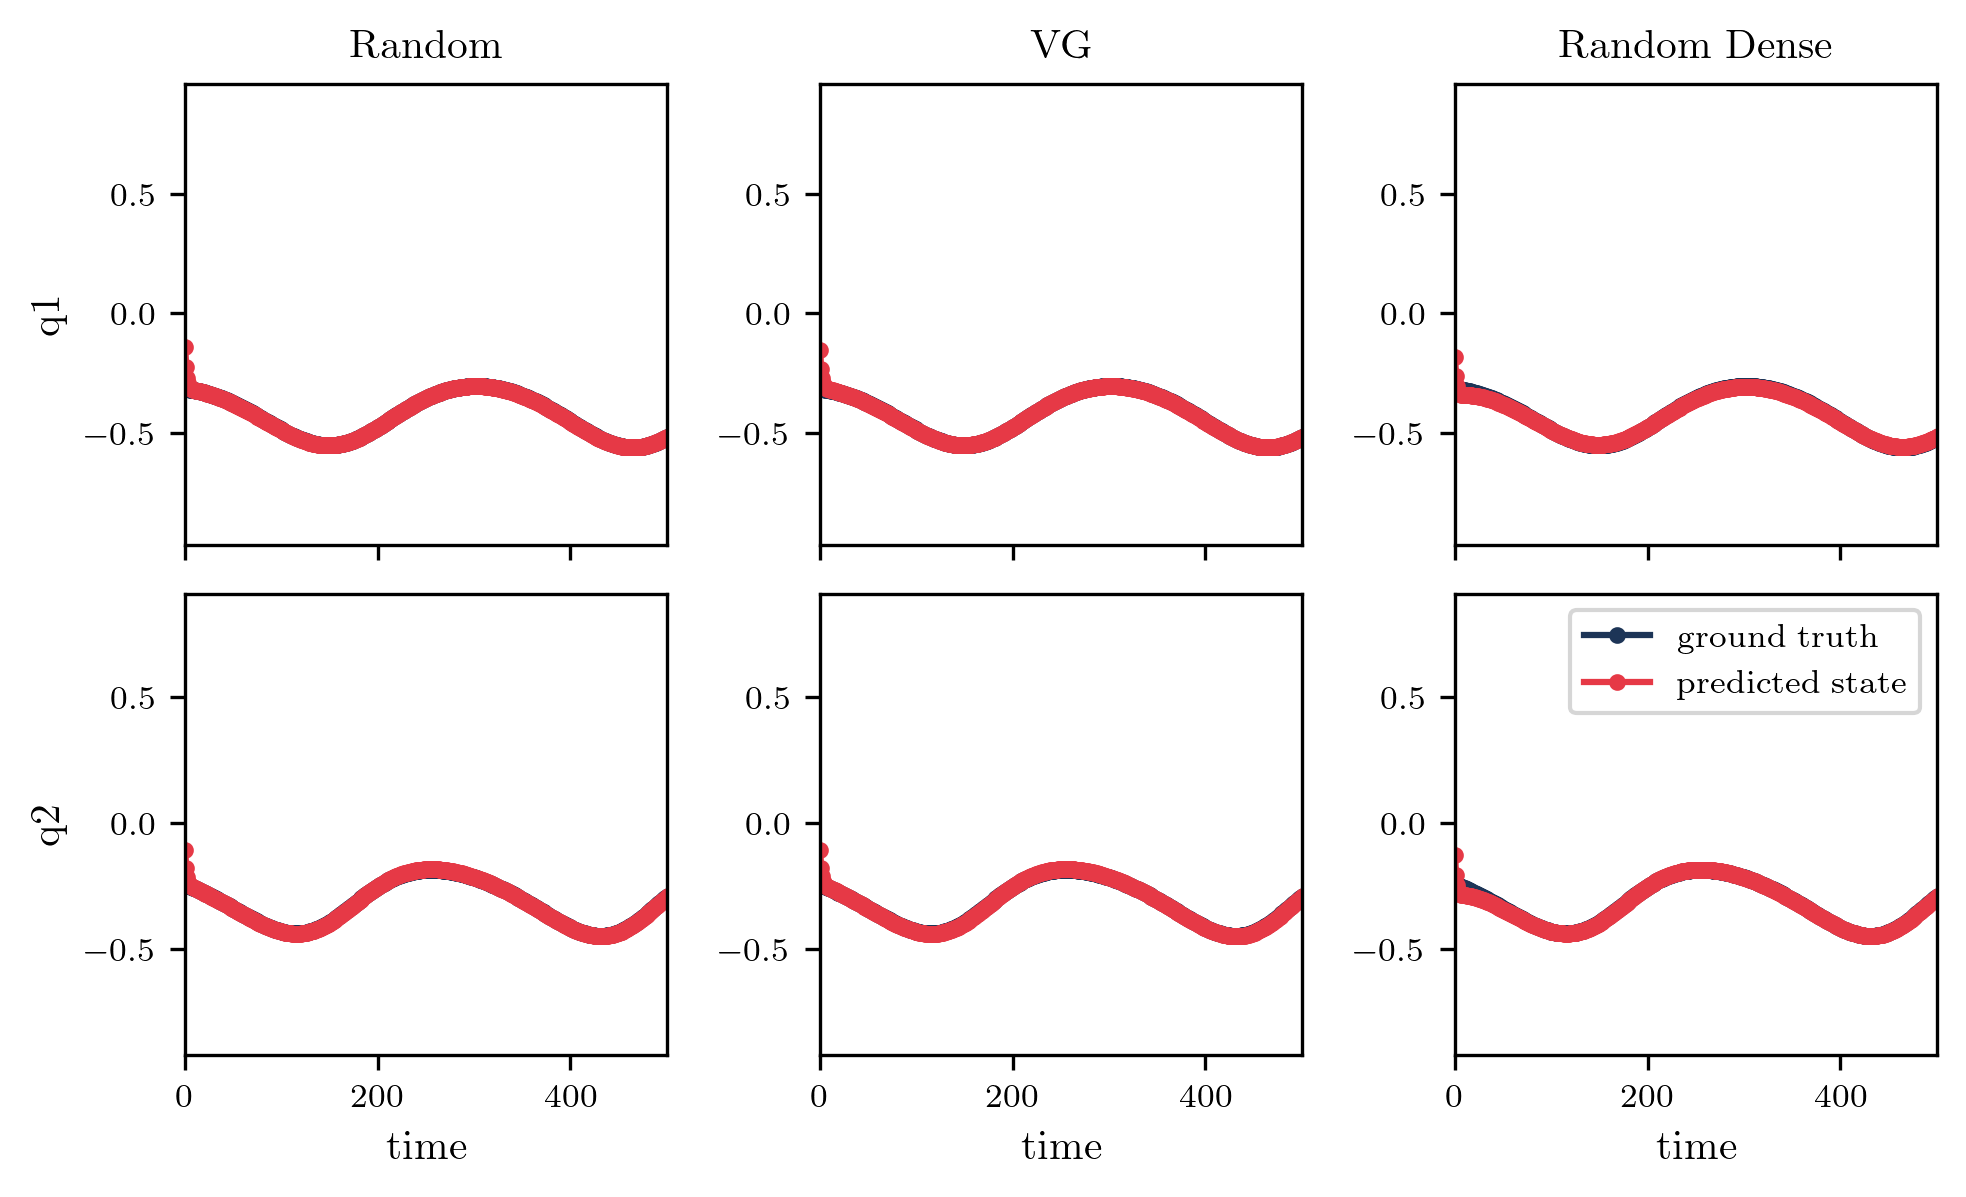 Random VG Random Dense
q1
0.5 0.5 0.5
0.0 0.0 0.0
−0.5 −0.5 −0.5
q2
ground truth
predicted state
0.5 0.5 0.5
0.0 0.0 0.0
−0.5 −0.5 −0.5
0 200 400 0 200 400 0 200 400
time time time